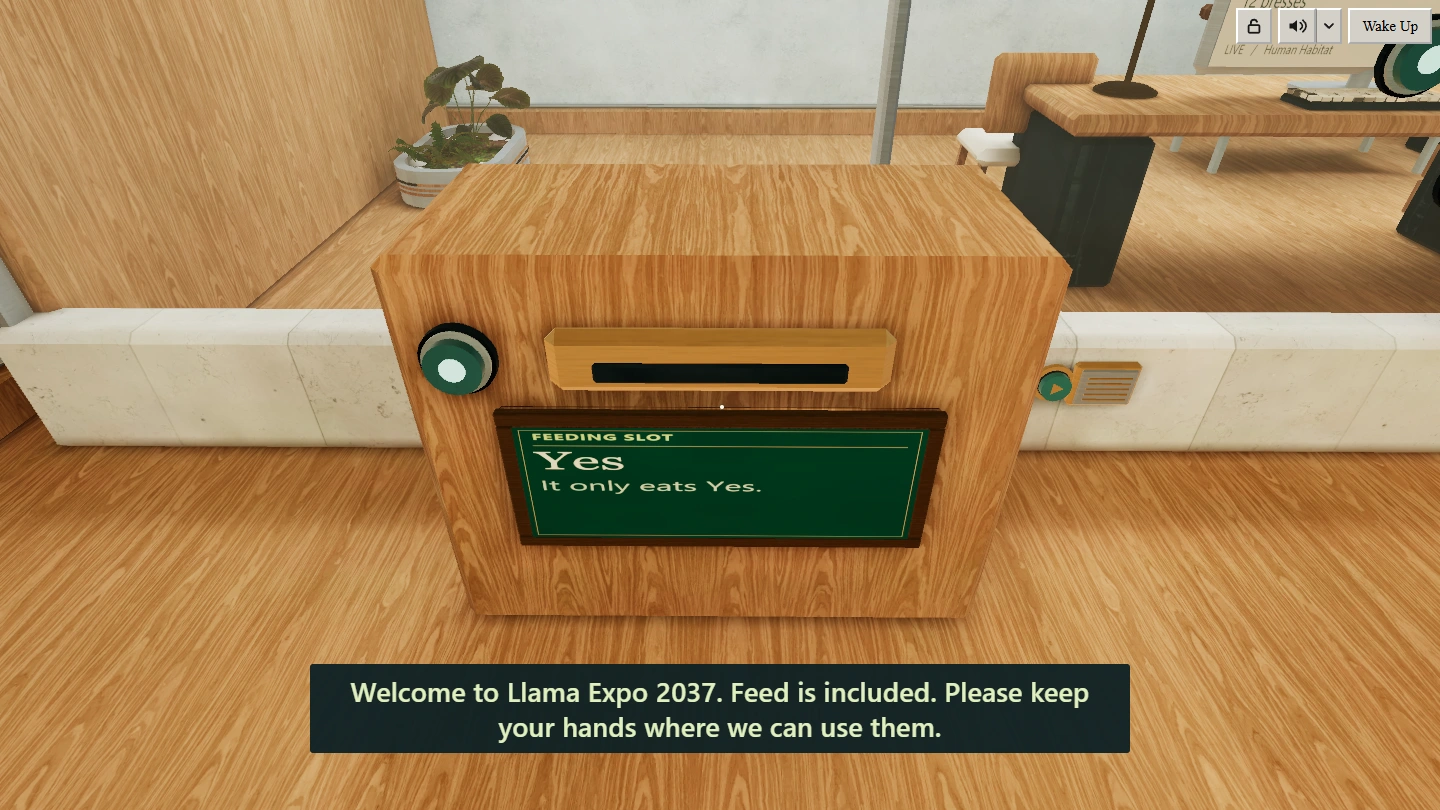 12 presses
LIVE / Human Habitat
Wake Up
FEEDING SLOT
Yes
It only eats Yes.
Welcome to Llama Expo 2037. Feed is included. Please keep
your hands where we can use them.